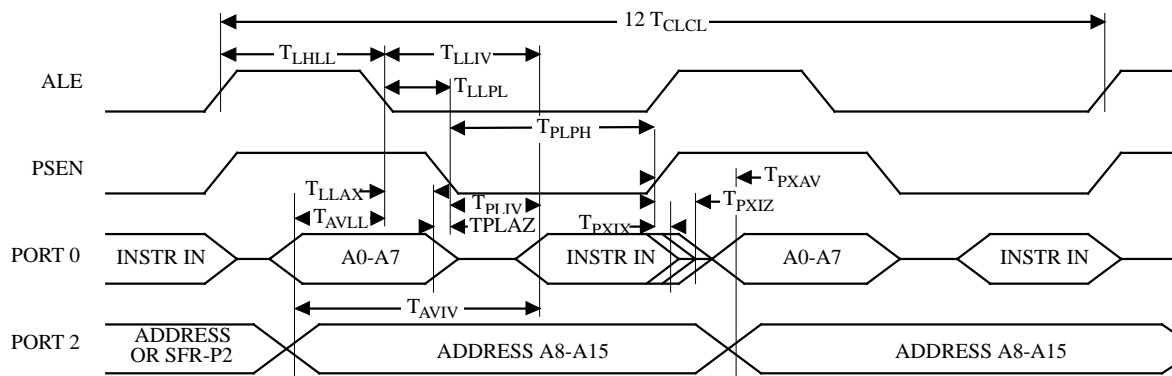 12 TCLCL
TLHLL TLLIV
ALE
TLLPL
TPLPH
PSEN
TLLAX TPXAV
TPLIV TPXIZ
TAVLL TPLAZ TPXIX
PORT 0 INSTR IN A0-A7 INSTR IN A0-A7 INSTR IN
TAVIV
PORT 2 ADDRESS
OR SFR-P2 ADDRESS A8-A15 ADDRESS A8-A15